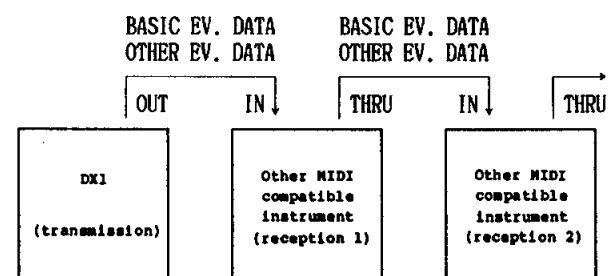 BASIC EV. DATA
OTHER EV. DATA
BASIC EV. DATA
OTHER EV. DATA
OUT
IN
THRU
IN
THRU
DX1
(transmission)
Other MIDI
compatible
instrument
(reception 1)
Other MIDI
compatible
instrument
(reception 2)